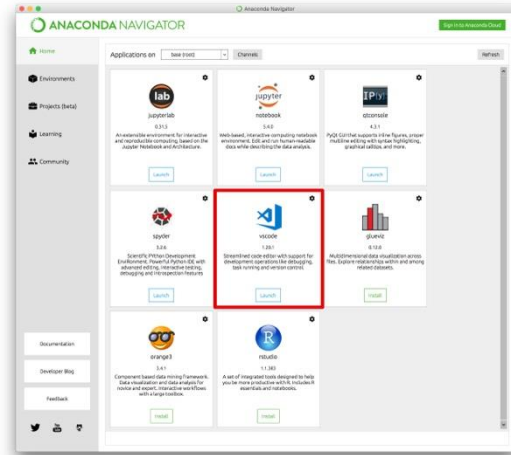 Anaconda Navigator
ANACONDA NAVIGATOR
Sign in to Anaconda Cloud
Home
Environments
Projects (beta)
Learning
Community
Documentation
Developer Blog
Feedback
Applications on
base (root)
Channels
Refresh
lab
jupyterlab
0.31.5
An extensible environment for interactive
and reproducible computing, based on the
Jupyter Notebook and Architecture.
Launch
jupyter
notebook
5.4.0
Web-based, interactive computing notebook
environment. Edit and run human-readable
docs while describing the data analysis.
Launch
IP[y]:
qtconsole
4.3.1
PyQt GUI that supports inline figures, proper
multiline editing with syntax highlighting,
graphical calltips, and more.
Launch
spyder
3.2.6
Scientific PYthon Development
EnviRonment. Powerful Python IDE with
advanced editing, interactive testing,
debugging and introspection features
Launch
vscode
1.20.1
Streamlined code editor with support for
development operations like debugging,
task running and version control.
Launch
glueviz
0.12.0
Multidimensional data visualization across
files. Explore relationships within and among
related datasets.
Install
orange3
3.4.1
Component based data mining framework.
Data visualization and data analysis for
novice and expert. Interactive workflows
with a large toolbox.
Install
R
rstudio
1.1.383
A set of integrated tools designed to help
you be more productive with R. Includes R
essentials and notebooks.
Install